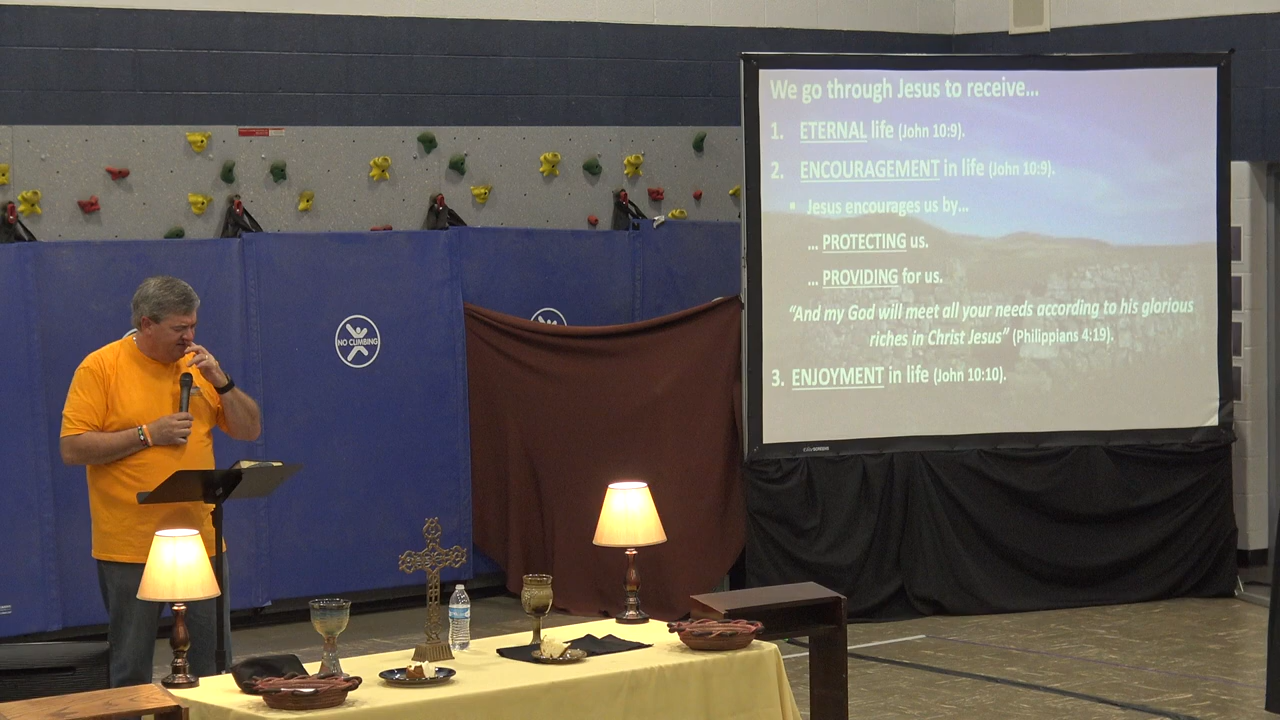 We go through Jesus to receive...
1. ETERNAL life (John 10:9).
2. ENCOURAGEMENT in life (John 10:9).
• Jesus encourages us by...
... PROTECTING us.
... PROVIDING for us.
“And my God will meet all your needs according to his glorious
riches in Christ Jesus” (Philippians 4:19).
3. ENJOYMENT in life (John 10:10).
NO CLIMBING